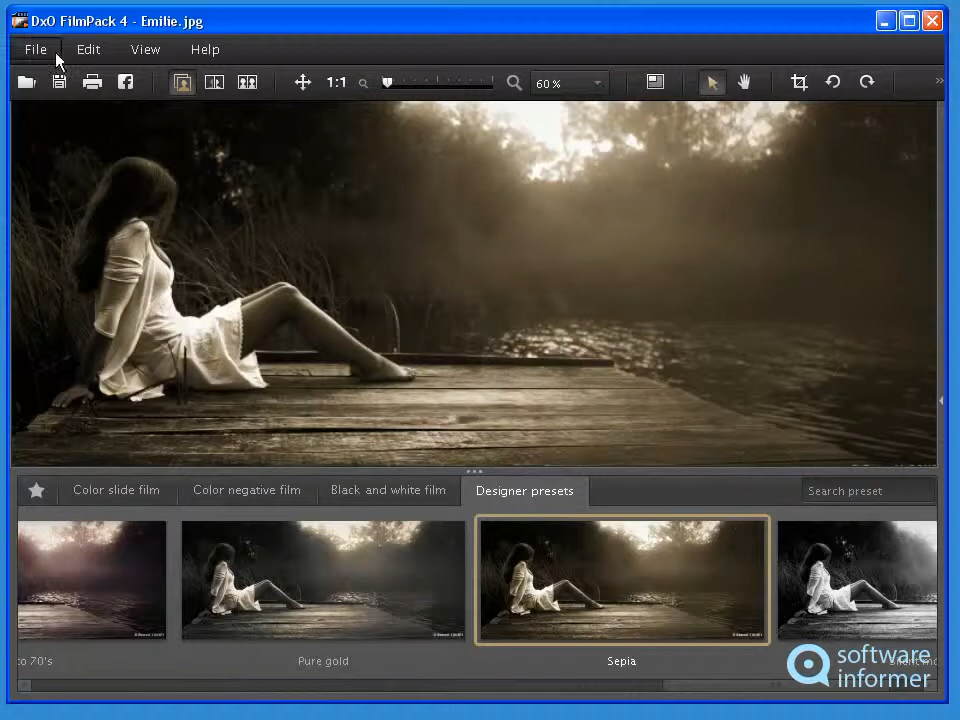 DxO FilmPack 4 - Emilie.jpg
File Edit View Help
1:1 60 %
Color slide film Color negative film Black and white film Designer presets Search preset
to 70's Pure gold Sepia
software
informer